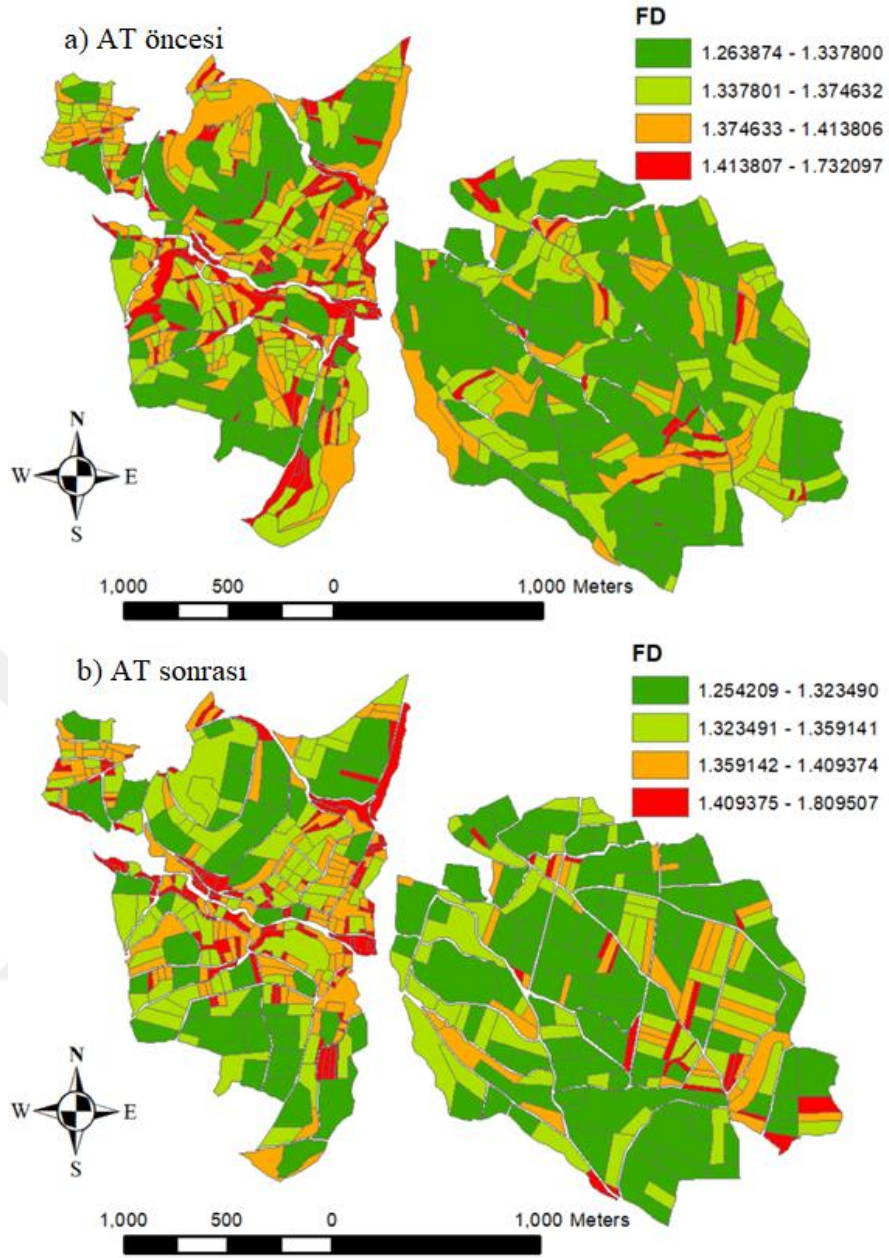 a) AT öncesi
FD
1.263874 - 1.337800
1.337801 - 1.374632
1.374633 - 1.413806
1.413807 - 1.732097
N
W E
S
1,000 500 0 1,000 Meters
b) AT sonrası
FD
1.254209 - 1.323490
1.323491 - 1.359141
1.359142 - 1.409374
1.409375 - 1.809507
N
W E
S
1,000 500 0 1,000 Meters